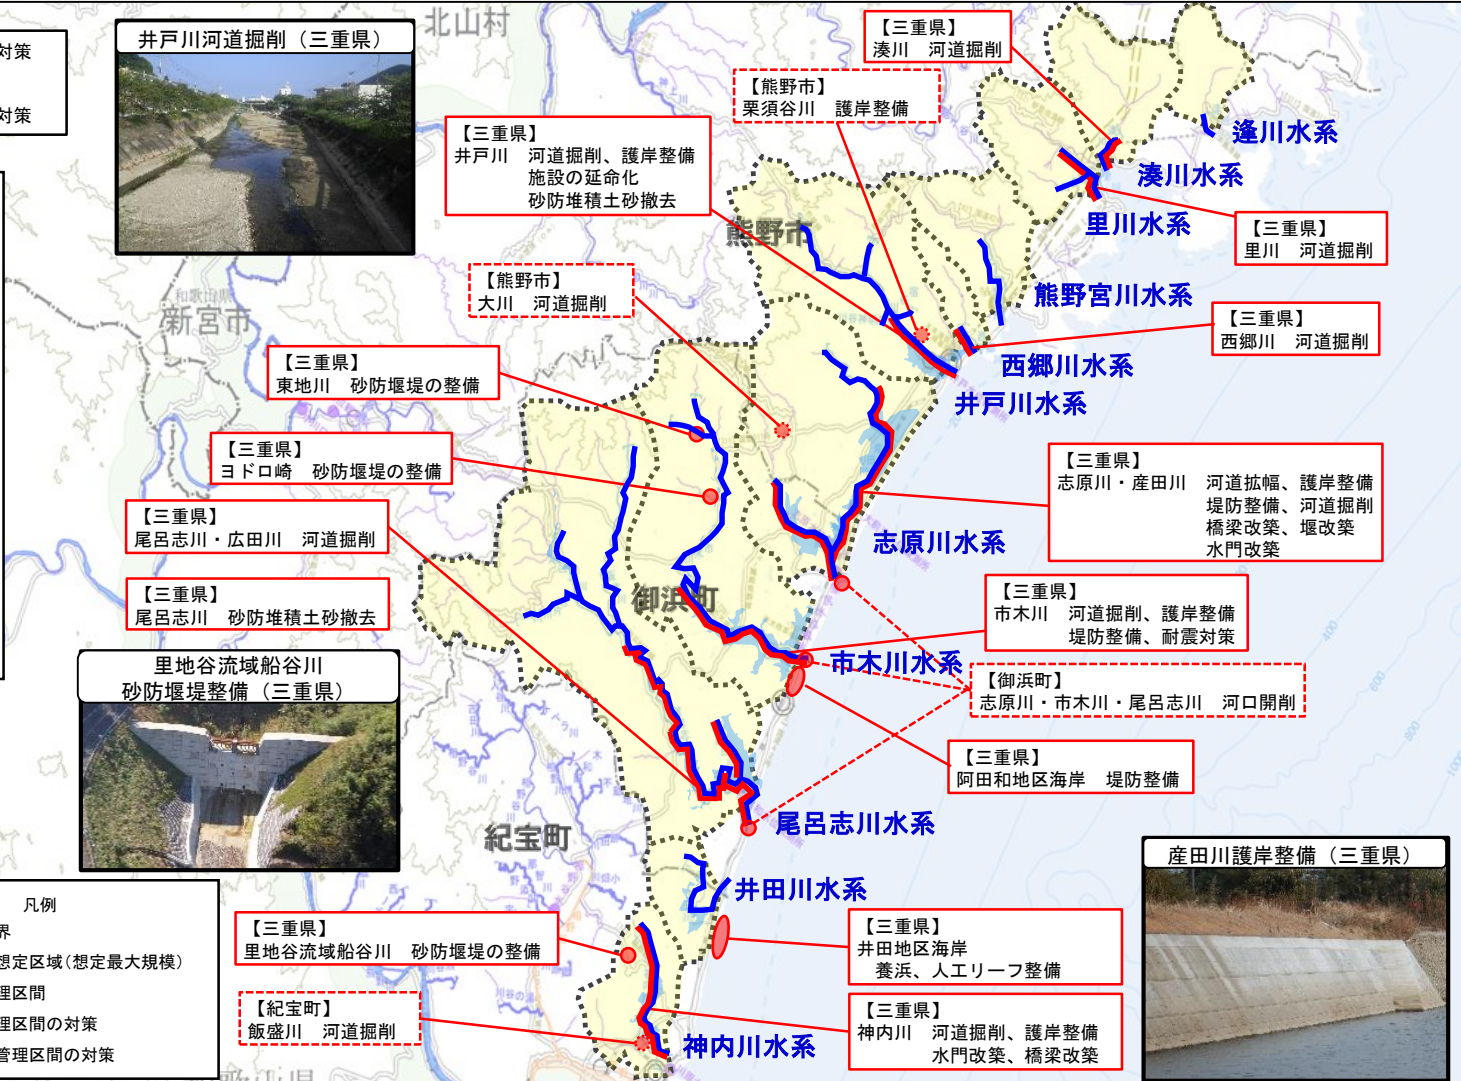 対策
対策
井戸川河道掘削（三重県）
北山村
【三重県】
湊川　河道掘削
【熊野市】
栗須谷川　護岸整備
【三重県】
井戸川　河道掘削、護岸整備
施設の延命化
砂防堆積土砂撤去
逢川水系
湊川水系
里川水系
【三重県】
里川　河道掘削
熊野市
熊野宮川水系
【熊野市】
大川　河道掘削
和歌山県
新宮市
【三重県】
西郷川　河道掘削
西郷川水系
井戸川水系
【三重県】
東地川　砂防堰堤の整備
【三重県】
ヨドロ崎　砂防堰堤の整備
【三重県】
志原川・産田川　河道拡幅、護岸整備
堤防整備、河道掘削
橋梁改築、堰改築
水門改築
【三重県】
尾呂志川・広田川　河道掘削
志原川水系
【三重県】
尾呂志川　砂防堆積土砂撤去
御浜町
【三重県】
市木川　河道掘削、護岸整備
堤防整備、耐震対策
市木川水系
里地谷流域船谷川
砂防堰堤整備（三重県）
【御浜町】
志原川・市木川・尾呂志川　河口開削
【三重県】
阿田和地区海岸　堤防整備
400
600
800
1000
尾呂志川水系
紀宝町
井田川水系
産田川護岸整備（三重県）
凡例
界
想定区域（想定最大規模）
理区間
理区間の対策
管理区間の対策
【三重県】
里地谷流域船谷川　砂防堰堤の整備
【三重県】
井田地区海岸
養浜、人工リーフ整備
【紀宝町】
飯盛川　河道掘削
【三重県】
神内川　河道掘削、護岸整備
水門改築、橋梁改築
神内川水系